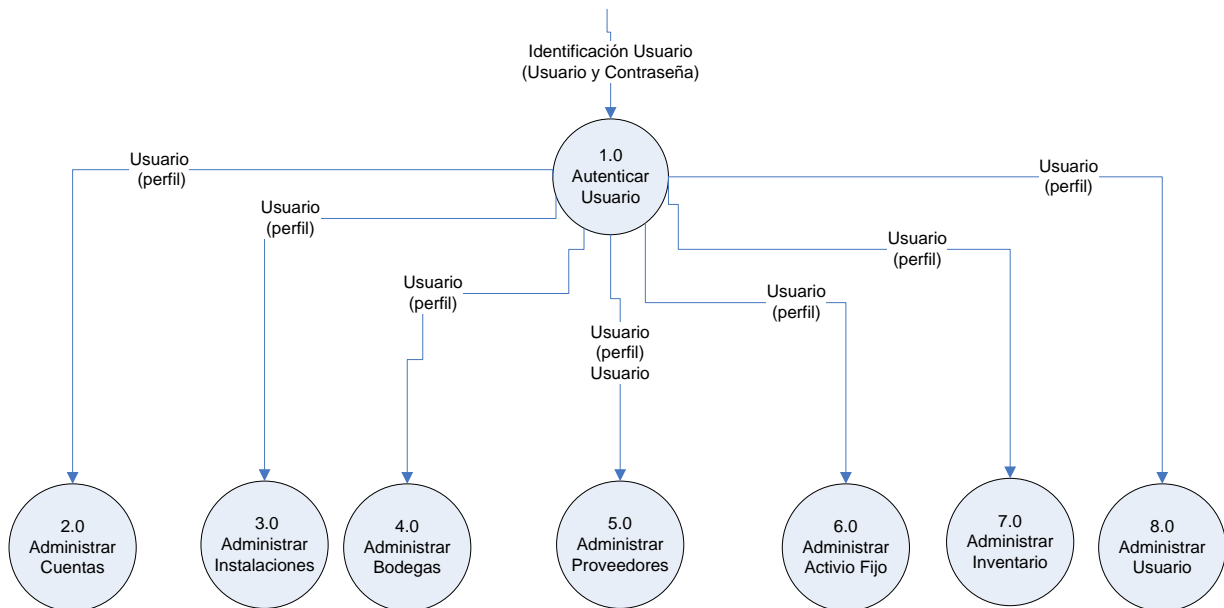 Identificación Usuario
(Usuario y Contraseña)
1.0
Autenticar
Usuario
Usuario
(perfil)
Usuario
(perfil)
Usuario
(perfil)
Usuario
(perfil)
Usuario
Usuario
(perfil)
Usuario
(perfil)
Usuario
(perfil)
2.0
Administrar
Cuentas
3.0
Administrar
Instalaciones
4.0
Administrar
Bodegas
5.0
Administrar
Proveedores
6.0
Administrar
Activio Fijo
7.0
Administrar
Inventario
8.0
Administrar
Usuario